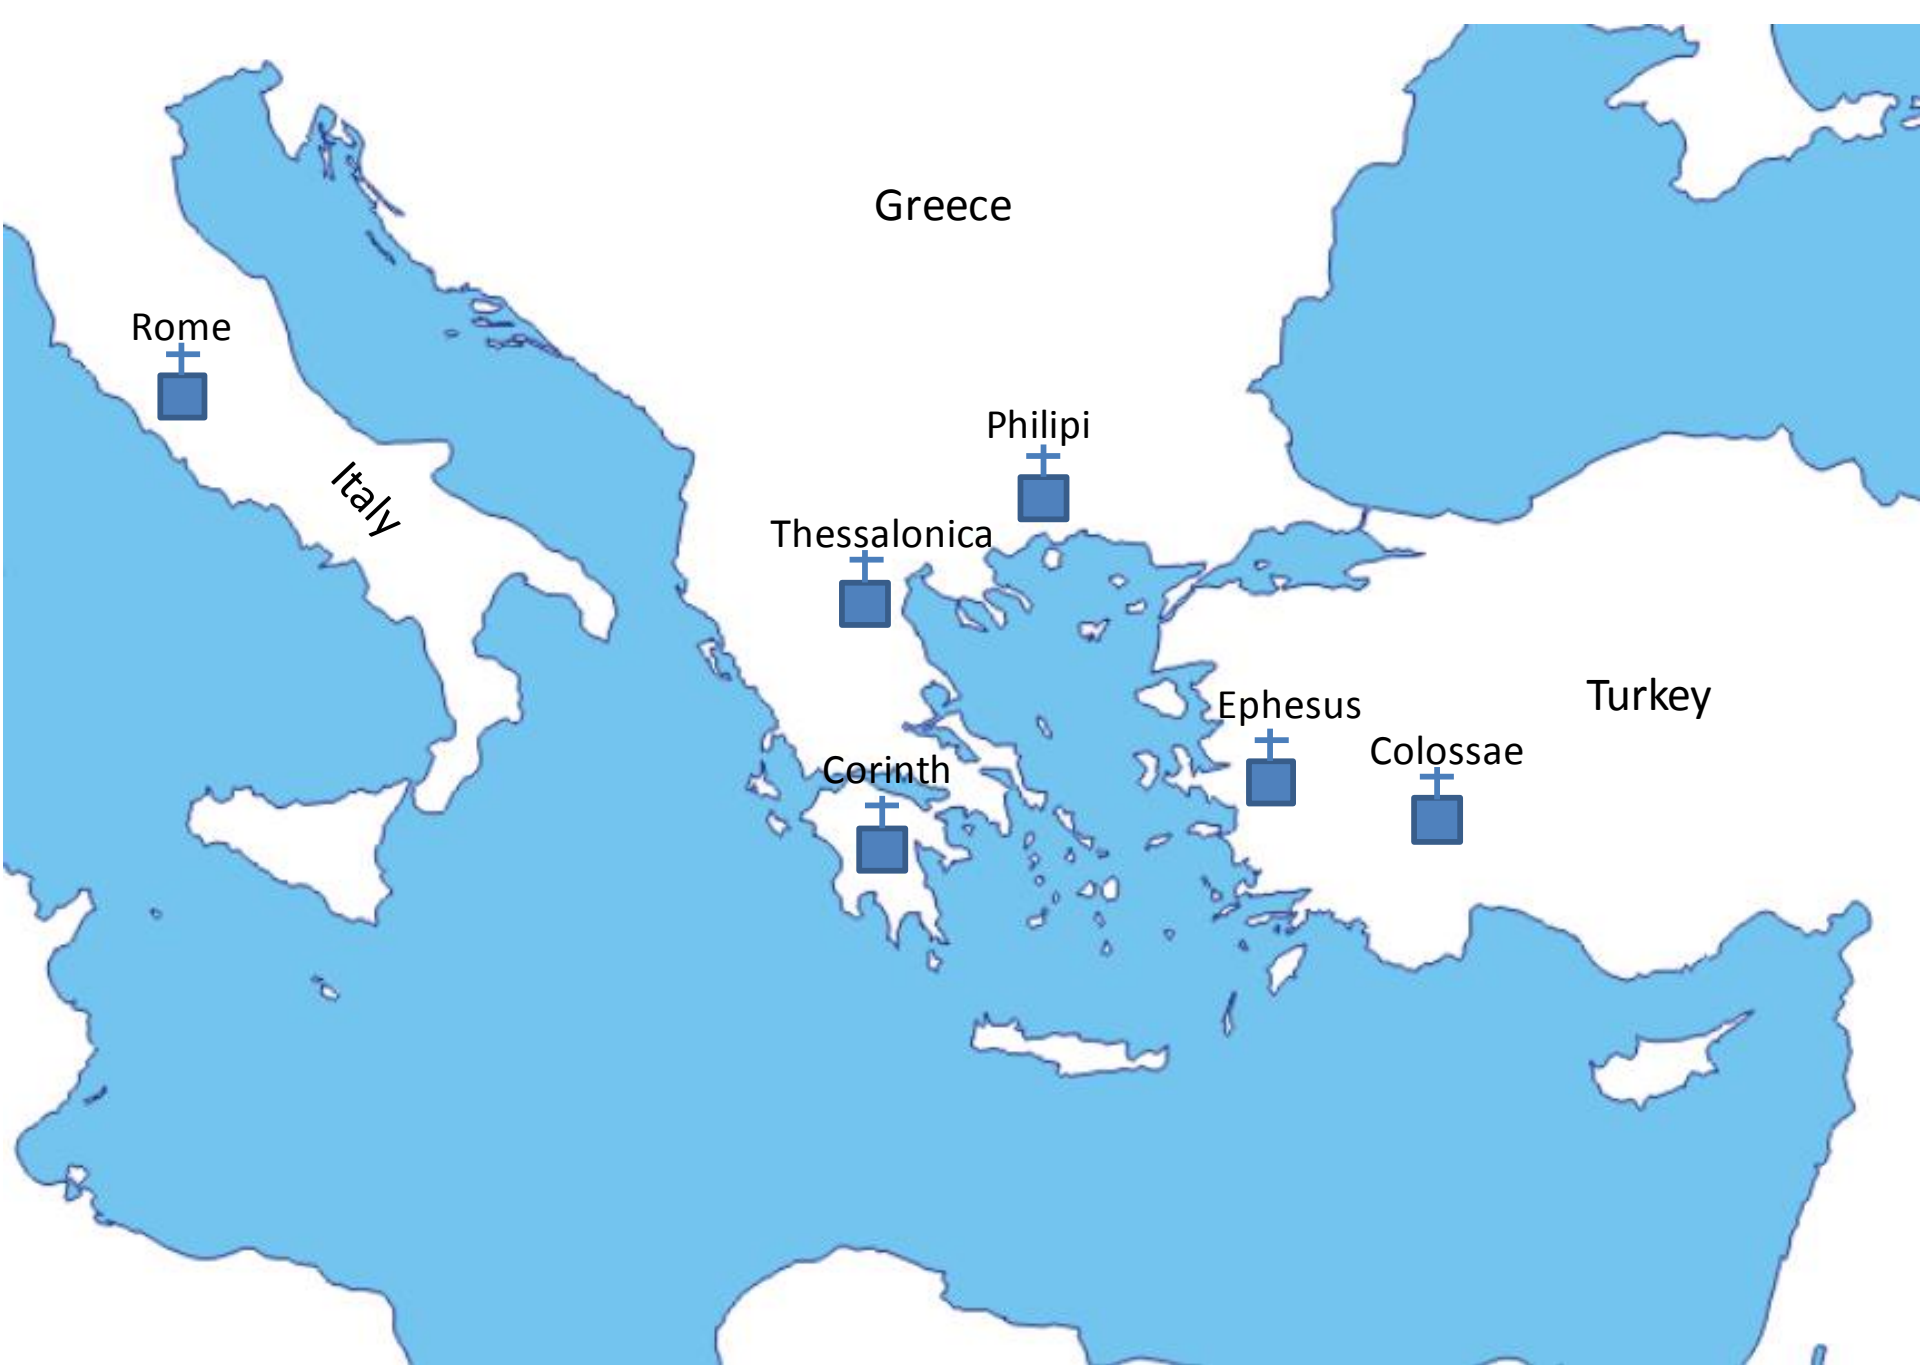 Greece
Rome
Philipi
Italy
Thessalonica
Turkey
Ephesus
Colossae
Corinth